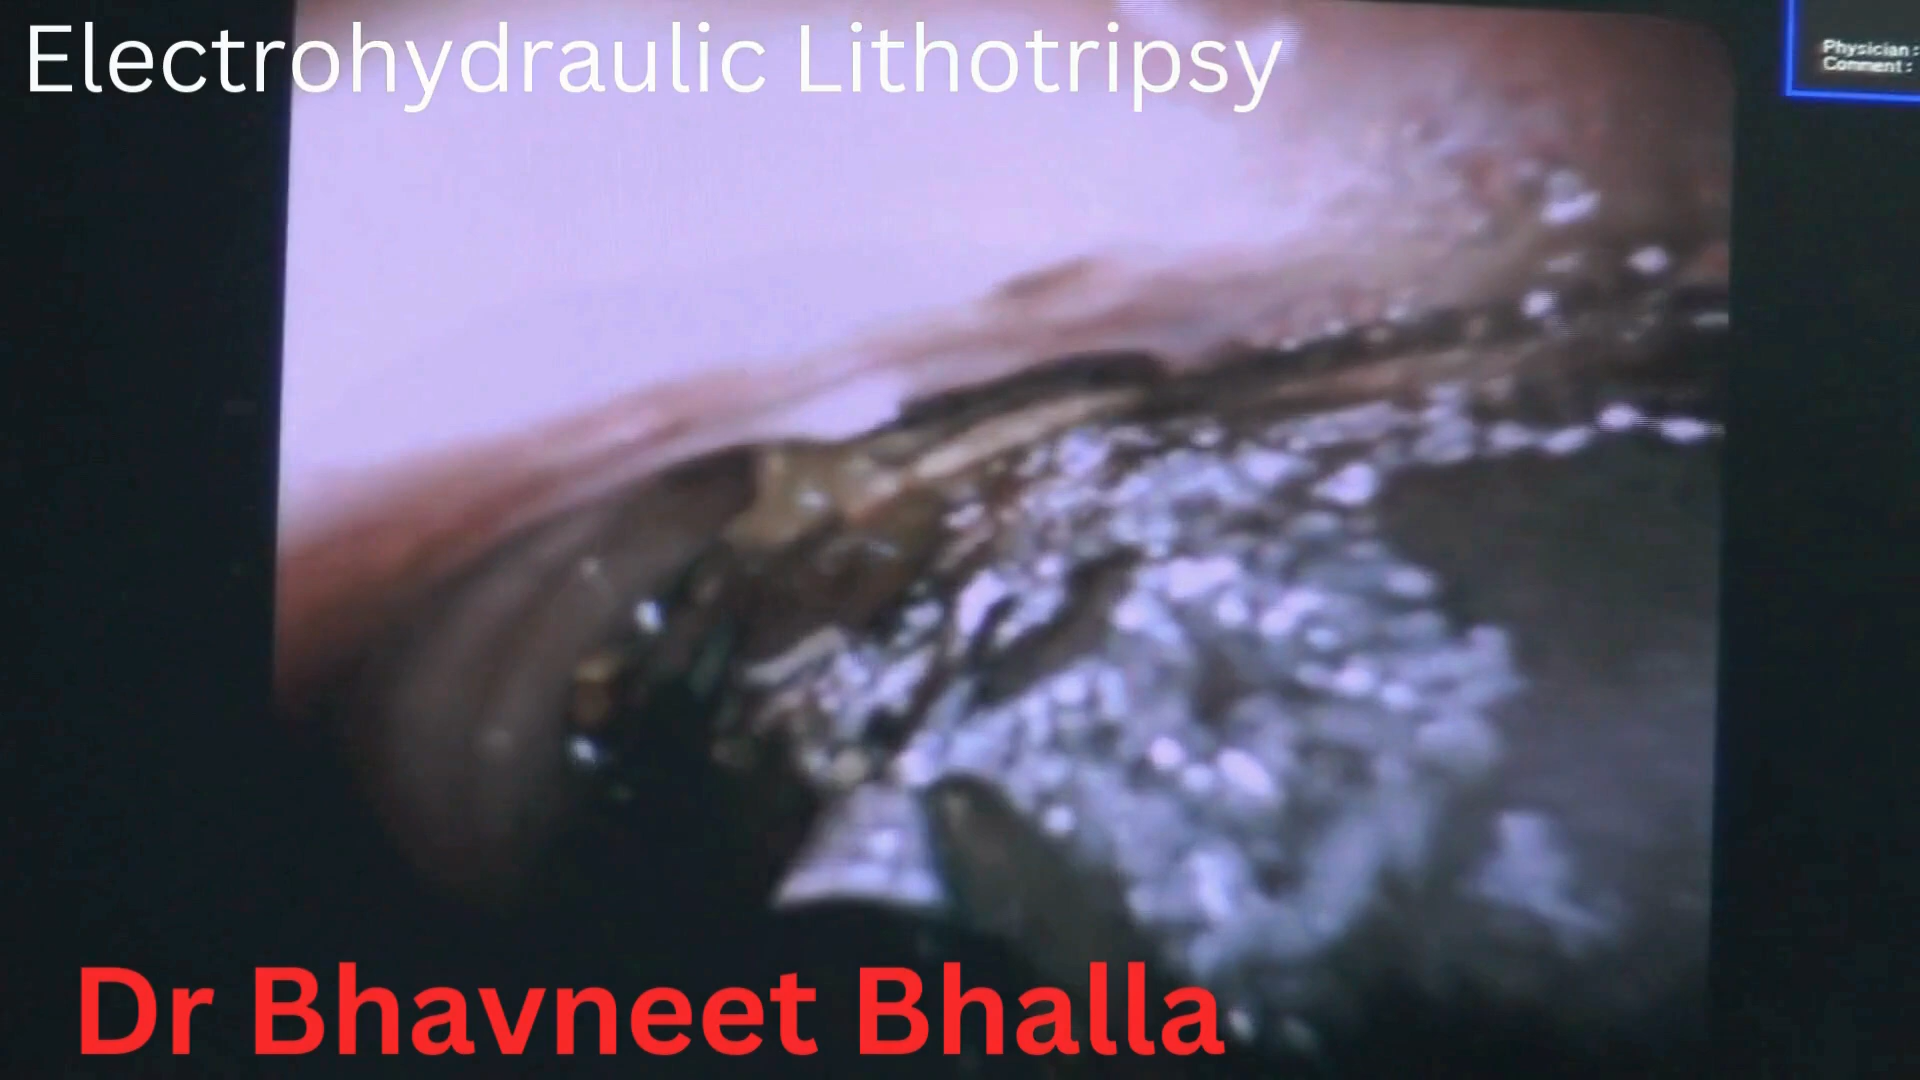 Electrohydraulic Lithotripsy
Physician :
Comment :
Dr Bhavneet Bhalla